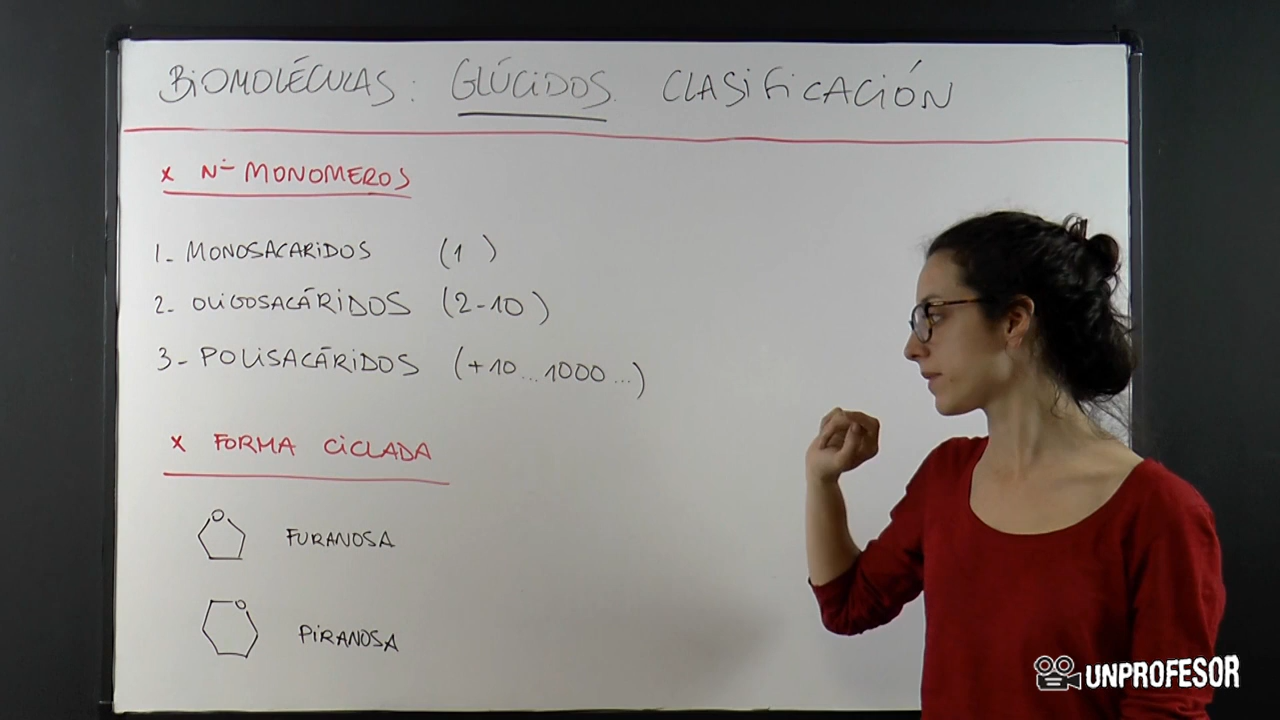 BIOMOLÉCULAS: GLÚCIDOS. CLASIFICACIÓN
x Nº MONOMEROS
1- MONOSACARIDOS (1)
2- OLIGOSACÁRIDOS (2-10)
3- POLISACÁRIDOS (+10...1000...)
x FORMA CICLADA
O FURANOSA
O PIRANOSA
UNPROFESOR